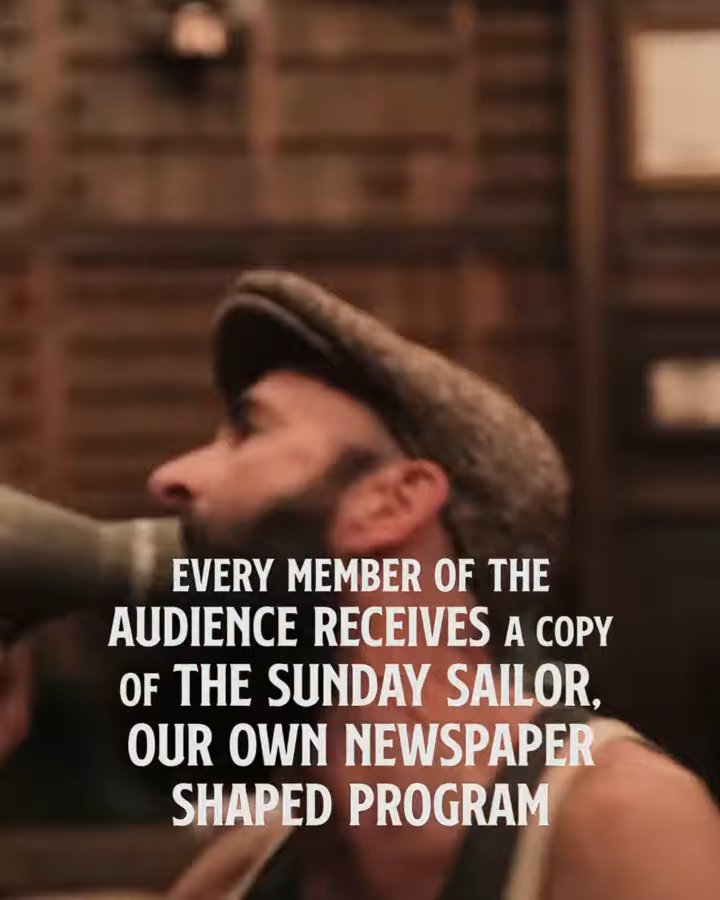 EVERY MEMBER OF THE
AUDIENCE RECEIVES A COPY
OF THE SUNDAY SAILOR,
OUR OWN NEWSPAPER
SHAPED PROGRAM